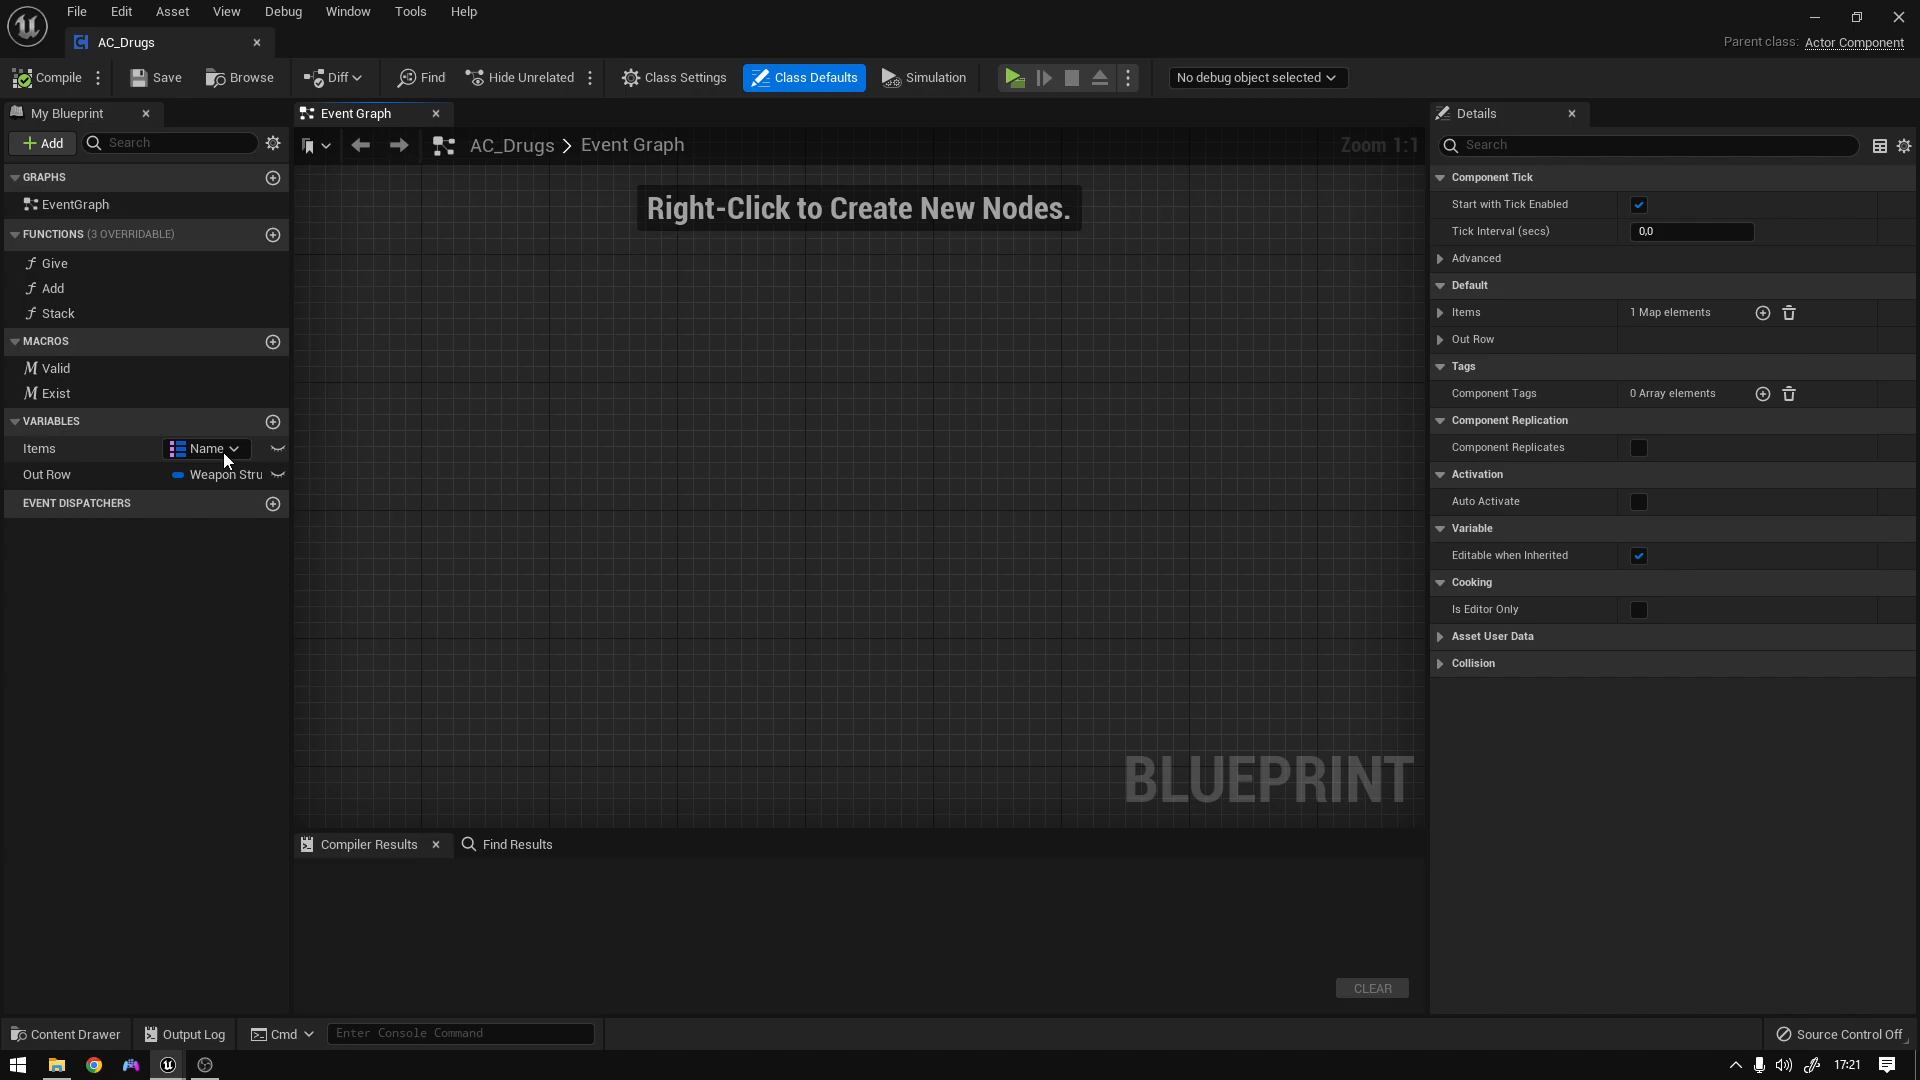 File Edit Asset View Debug Window Tools Help
AC_Drugs
Parent class: Actor Component
Compile Save Browse Diff Find Hide Unrelated Class Settings Class Defaults Simulation No debug object selected
My Blueprint
Event Graph
Details
Add Search
AC_Drugs > Event Graph Zoom 1:1
Search
GRAPHS
EventGraph
FUNCTIONS (3 OVERRIDABLE)
Give
Add
Stack
MACROS
Valid
Exist
VARIABLES
Items Name
Out Row Weapon Stru
EVENT DISPATCHERS
Right-Click to Create New Nodes.
BLUEPRINT
Component Tick
Start with Tick Enabled
Tick Interval (secs) 0,0
Advanced
Default
Items 1 Map elements
Out Row
Tags
Component Tags 0 Array elements
Component Replication
Component Replicates
Activation
Auto Activate
Variable
Editable when Inherited
Cooking
Is Editor Only
Asset User Data
Collision
Compiler Results Find Results
CLEAR
Content Drawer Output Log Cmd Enter Console Command Source Control Off
17:21